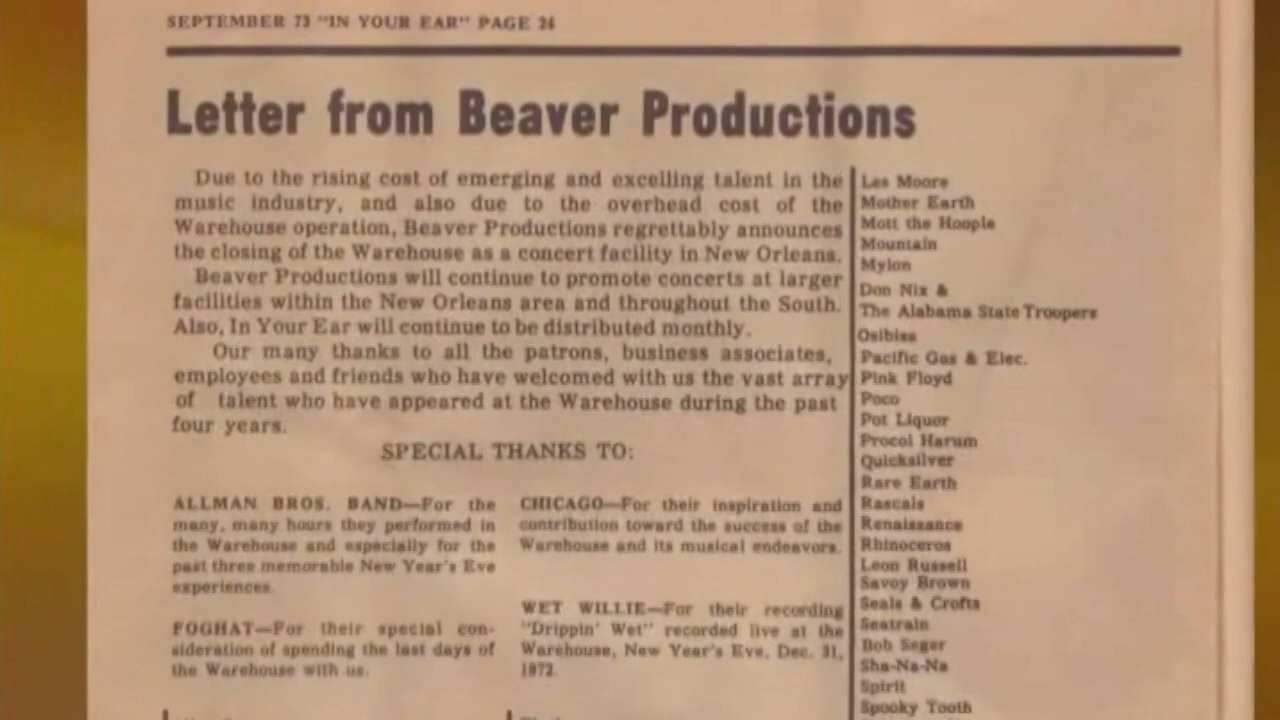 SEPTEMBER 73 "IN YOUR EAR" PAGE 24
Letter from Beaver Productions
Due to the rising cost of emerging and excelling talent in the
music industry, and also due to the overhead cost of the
Warehouse operation, Beaver Productions regrettably announces
the closing of the Warehouse as a concert facility in New Orleans.
Beaver Productions will continue to promote concerts at larger
facilities within the New Orleans area and throughout the South.
Also, In Your Ear will continue to be distributed monthly.
Our many thanks to all the patrons, business associates,
employees and friends who have welcomed with us the vast array
of talent who have appeared at the Warehouse during the past
four years.
SPECIAL THANKS TO:
ALLMAN BROS. BAND—For the
many, many hours they performed in
the Warehouse and especially for the
past three memorable New Year's Eve
experiences.
FOGHAT—For their special con-
sideration of spending the last days of
the Warehouse with us.
CHICAGO—For their inspiration and
contribution toward the success of the
Warehouse and its musical endeavors.
WET WILLIE—For their recording
"Drippin' Wet" recorded live at the
Warehouse, New Year's Eve, Dec. 31,
1972.
Les Moore
Mother Earth
Mott the Hoople
Mountain
Mylon
Don Nix &
The Alabama State Troopers
Osibisa
Pacific Gas & Elec.
Pink Floyd
Poco
Pot Liquor
Procol Harum
Quicksilver
Rare Earth
Rascals
Renaissance
Rhinoceros
Leon Russell
Savoy Brown
Seals & Crofts
Seatrain
Bob Seger
Sha-Na-Na
Spirit
Spooky Tooth